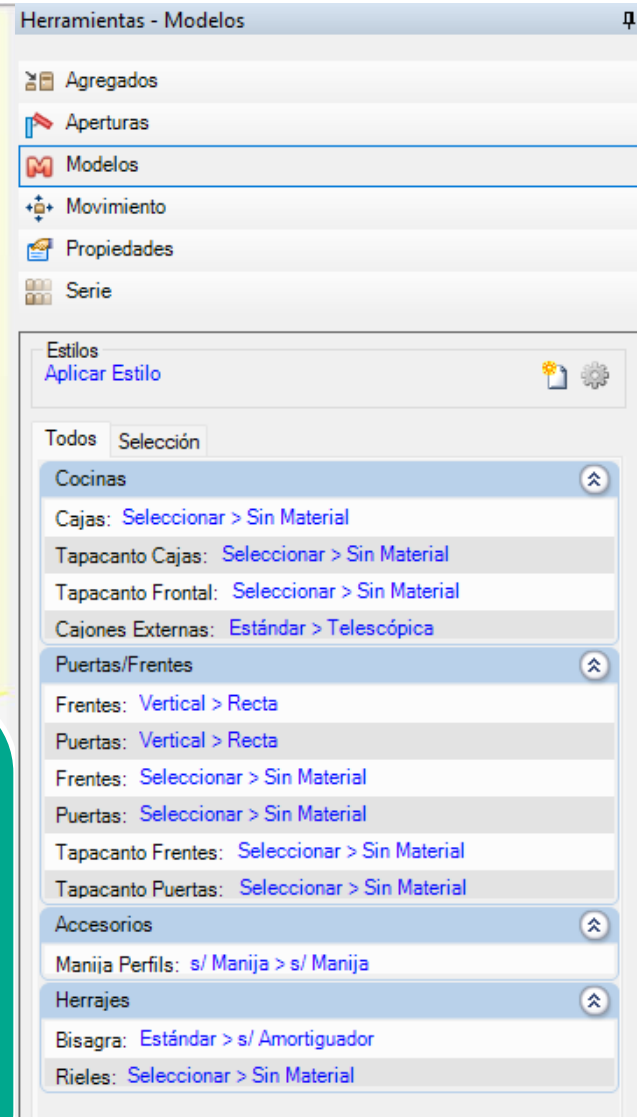 Herramientas - Modelos
Agregados
Aperturas
Modelos
Movimiento
Propiedades
Serie
Estilos
Aplicar Estilo
Todos Selección
Cocinas
Cajas: Seleccionar > Sin Material
Tapacanto Cajas: Seleccionar > Sin Material
Tapacanto Frontal: Seleccionar > Sin Material
Cajones Externas: Estándar > Telescópica
Puertas/Frentes
Frentes: Vertical > Recta
Puertas: Vertical > Recta
Frentes: Seleccionar > Sin Material
Puertas: Seleccionar > Sin Material
Tapacanto Frentes: Seleccionar > Sin Material
Tapacanto Puertas: Seleccionar > Sin Material
Accesorios
Manija Perfils: s/ Manija > s/ Manija
Herrajes
Bisagra: Estándar > s/ Amortiguador
Rieles: Seleccionar > Sin Material